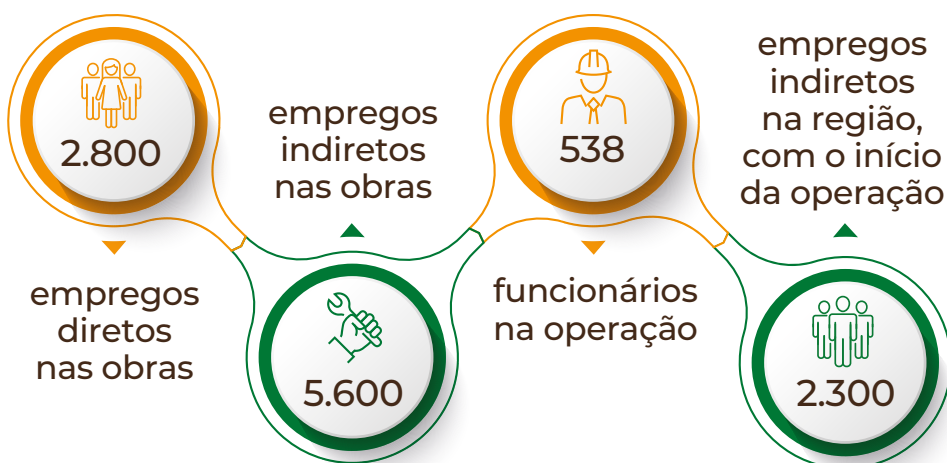 2.800
empregos
diretos
nas obras
empregos
indiretos
nas obras
5.600
538
funcionários
na operação
empregos
indiretos
na região,
com o início
da operação
2.300